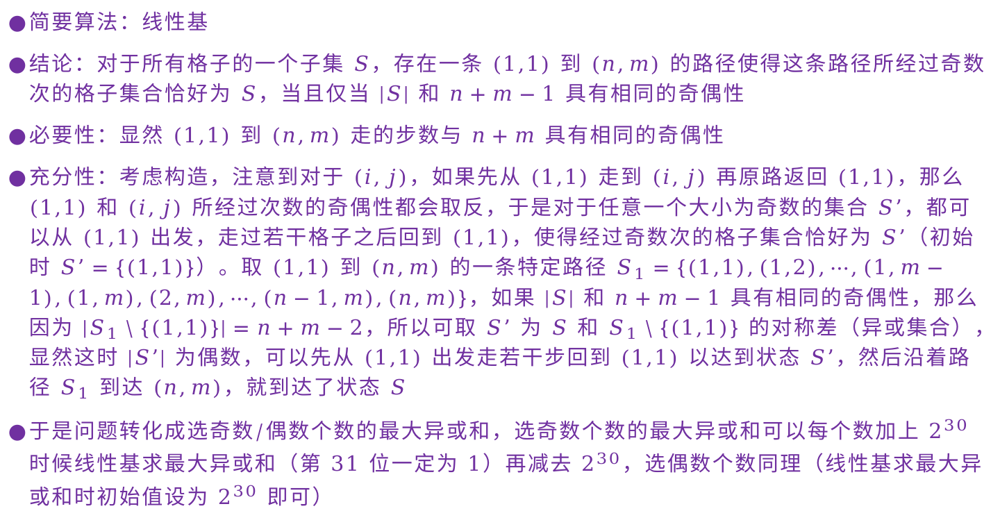 ●简要算法：线性基
●结论：对于所有格子的一个子集 S，存在一条 (1,1) 到 (n, m) 的路径使得这条路径所经过奇数
次的格子集合恰好为 S，当且仅当 |S| 和 n + m − 1 具有相同的奇偶性
●必要性：显然 (1,1) 到 (n, m) 走的步数与 n + m 具有相同的奇偶性
●充分性：考虑构造，注意到对于 (i, j)，如果先从 (1,1) 走到 (i, j) 再原路返回 (1,1)，那么
(1,1) 和 (i, j) 所经过次数的奇偶性都会取反，于是对于任意一个大小为奇数的集合 S’，都可
以从 (1,1) 出发，走过若干格子之后回到 (1,1)，使得经过奇数次的格子集合恰好为 S’（初始
时 S’ = {(1,1)}）。取 (1,1) 到 (n, m) 的一条特定路径 S₁ = {(1,1), (1,2), ⋯, (1, m −
1), (1, m), (2, m), ⋯, (n − 1, m), (n, m)}，如果 |S| 和 n + m − 1 具有相同的奇偶性，那么
因为 |S₁ \ {(1,1)}| = n + m − 2，所以可取 S’ 为 S 和 S₁ \ {(1,1)} 的对称差（异或集合），
显然这时 |S’| 为偶数，可以先从 (1,1) 出发走若干步回到 (1,1) 以达到状态 S’，然后沿着路
径 S₁ 到达 (n, m)，就到达了状态 S
●于是问题转化成选奇数/偶数个数的最大异或和，选奇数个数的最大异或和可以每个数加上 2³⁰
时候线性基求最大异或和（第 31 位一定为 1）再减去 2³⁰，选偶数个数同理（线性基求最大异
或和时初始值设为 2³⁰ 即可）